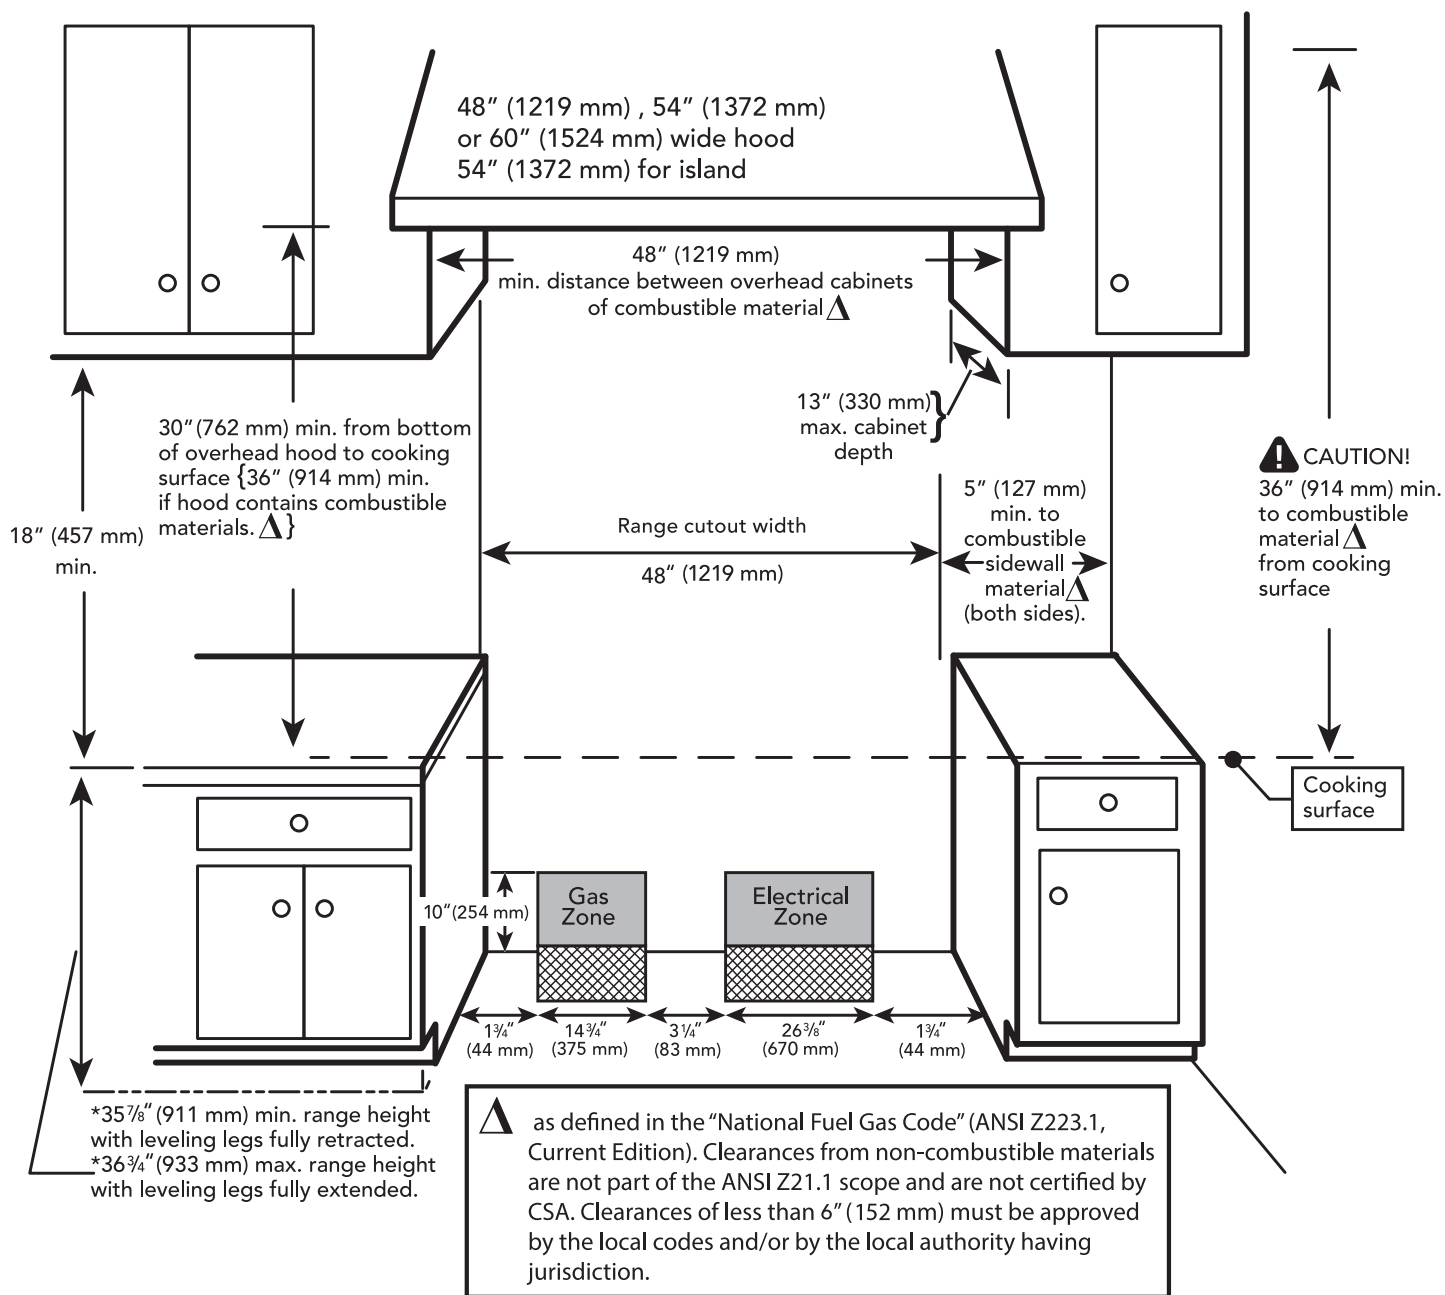 48" (1219 mm) , 54" (1372 mm)
or 60" (1524 mm) wide hood
54" (1372 mm) for island
48" (1219 mm)
min. distance between overhead cabinets
of combustible material Δ
13" (330 mm)
max. cabinet
depth
30" (762 mm) min. from bottom
of overhead hood to cooking
surface {36" (914 mm) min.
if hood contains combustible
materials. Δ }
18" (457 mm)
min.
Range cutout width
48" (1219 mm)
5" (127 mm)
min. to
combustible
sidewall
material Δ
(both sides).
CAUTION!
36" (914 mm) min.
to combustible
material Δ
from cooking
surface
Cooking
surface
10" (254 mm)
Gas
Zone
Electrical
Zone
1¾"
(44 mm)
14¾"
(375 mm)
3¼"
(83 mm)
26⅜"
(670 mm)
1¾"
(44 mm)
*35⅞" (911 mm) min. range height
with leveling legs fully retracted.
*36¾" (933 mm) max. range height
with leveling legs fully extended.
Δ as defined in the "National Fuel Gas Code" (ANSI Z223.1,
Current Edition). Clearances from non-combustible materials
are not part of the ANSI Z21.1 scope and are not certified by
CSA. Clearances of less than 6" (152 mm) must be approved
by the local codes and/or by the local authority having
jurisdiction.